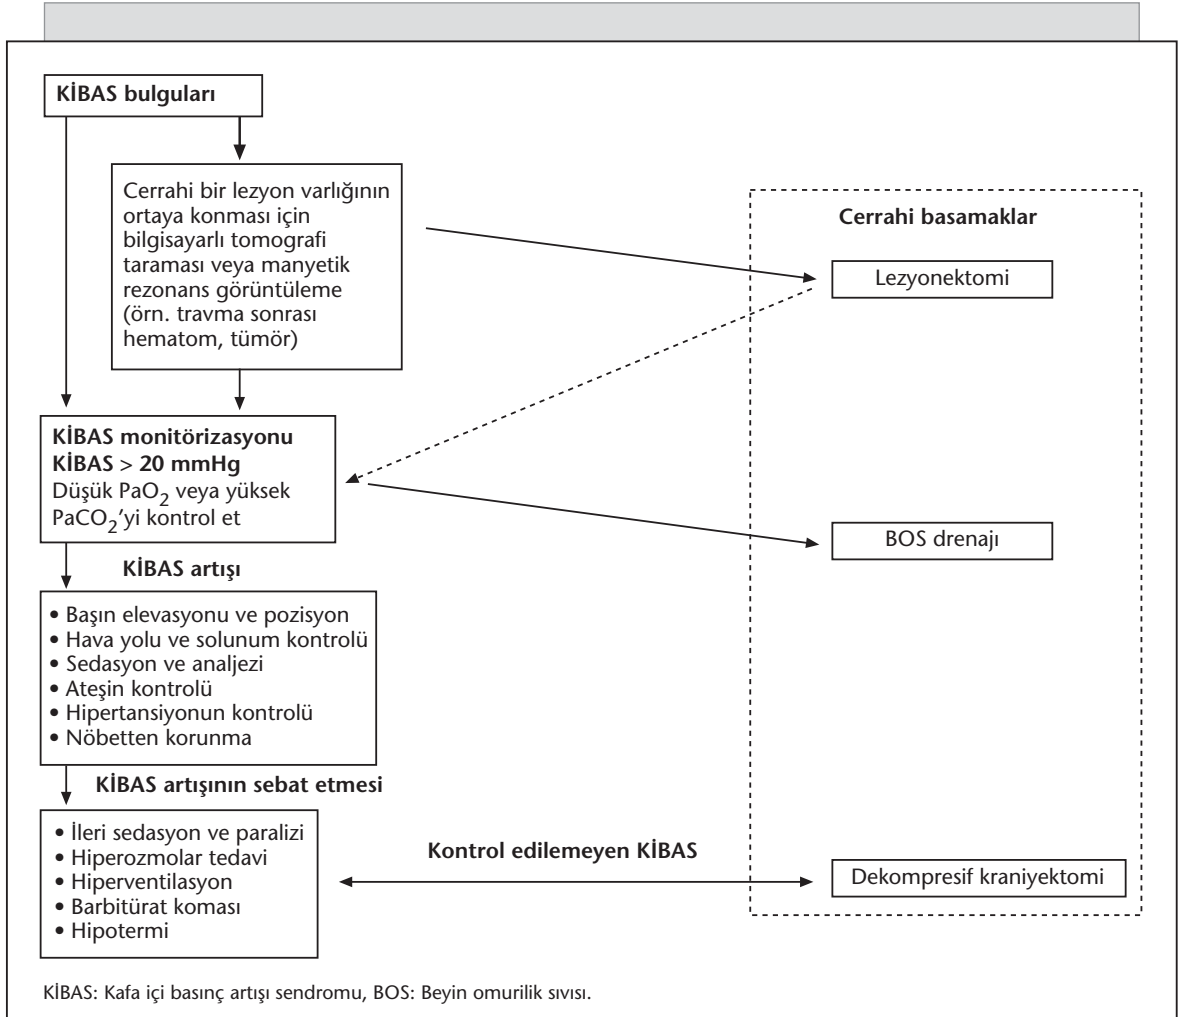 KİBAS bulguları
Cerrahi bir lezyon varlığının
ortaya konması için
bilgisayarlı tomografi
taraması veya manyetik
rezonans görüntüleme
(örn. travma sonrası
hematom, tümör)
Cerrahi basamaklar
Lezyonektomi
KİBAS monitörizasyonu
KİBAS > 20 mmHg
Düşük PaO2 veya yüksek
PaCO2'yi kontrol et
BOS drenajı
KİBAS artışı
• Başın elevasyonu ve pozisyon
• Hava yolu ve solunum kontrolü
• Sedasyon ve analjezi
• Ateşin kontrolü
• Hipertansiyonun kontrolü
• Nöbetten korunma
KİBAS artışının sebat etmesi
• İleri sedasyon ve paralizi
• Hiperozmolar tedavi
• Hiperventilasyon
• Barbitürat koması
• Hipotermi
Kontrol edilemeyen KİBAS
Dekompresif kraniyektomi
KİBAS: Kafa içi basınç artışı sendromu, BOS: Beyin omurilik sıvısı.